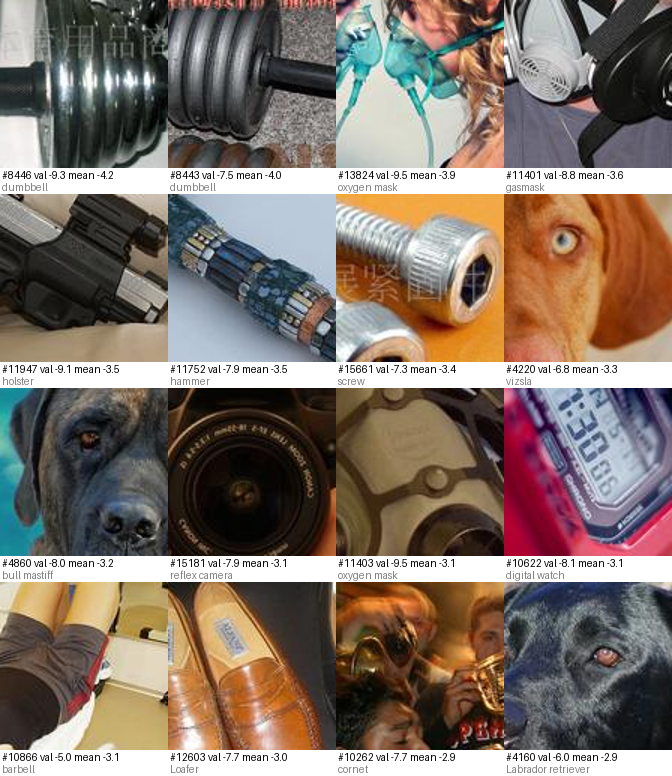 #8446 val -9.3 mean -4.2
dumbbell
#8443 val -7.5 mean -4.0
dumbbell
#13824 val -9.5 mean -3.9
oxygen mask
#11401 val -8.8 mean -3.6
gasmask
#11947 val -9.1 mean -3.5
holster
#11752 val -7.9 mean -3.5
hammer
#15661 val -7.3 mean -3.4
screw
#4220 val -6.8 mean -3.3
vizsla
#4860 val -8.0 mean -3.2
bull mastiff
#15181 val -7.9 mean -3.1
reflex camera
#11403 val -9.5 mean -3.1
oxygen mask
#10622 val -8.1 mean -3.1
digital watch
#10866 val -5.0 mean -3.1
barbell
#12603 val -7.7 mean -3.0
Loafer
#10262 val -7.7 mean -2.9
cornet
#4160 val -6.0 mean -2.9
Labrador retriever